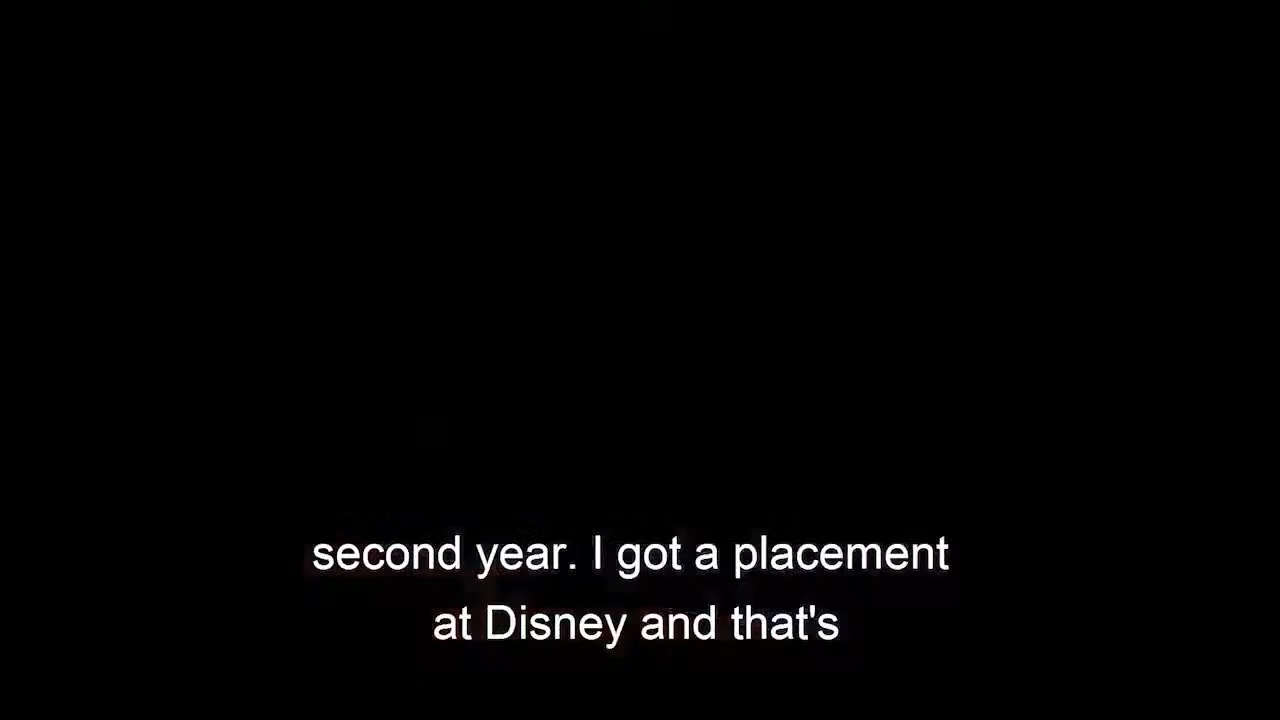 second year. I got a placement
at Disney and that's